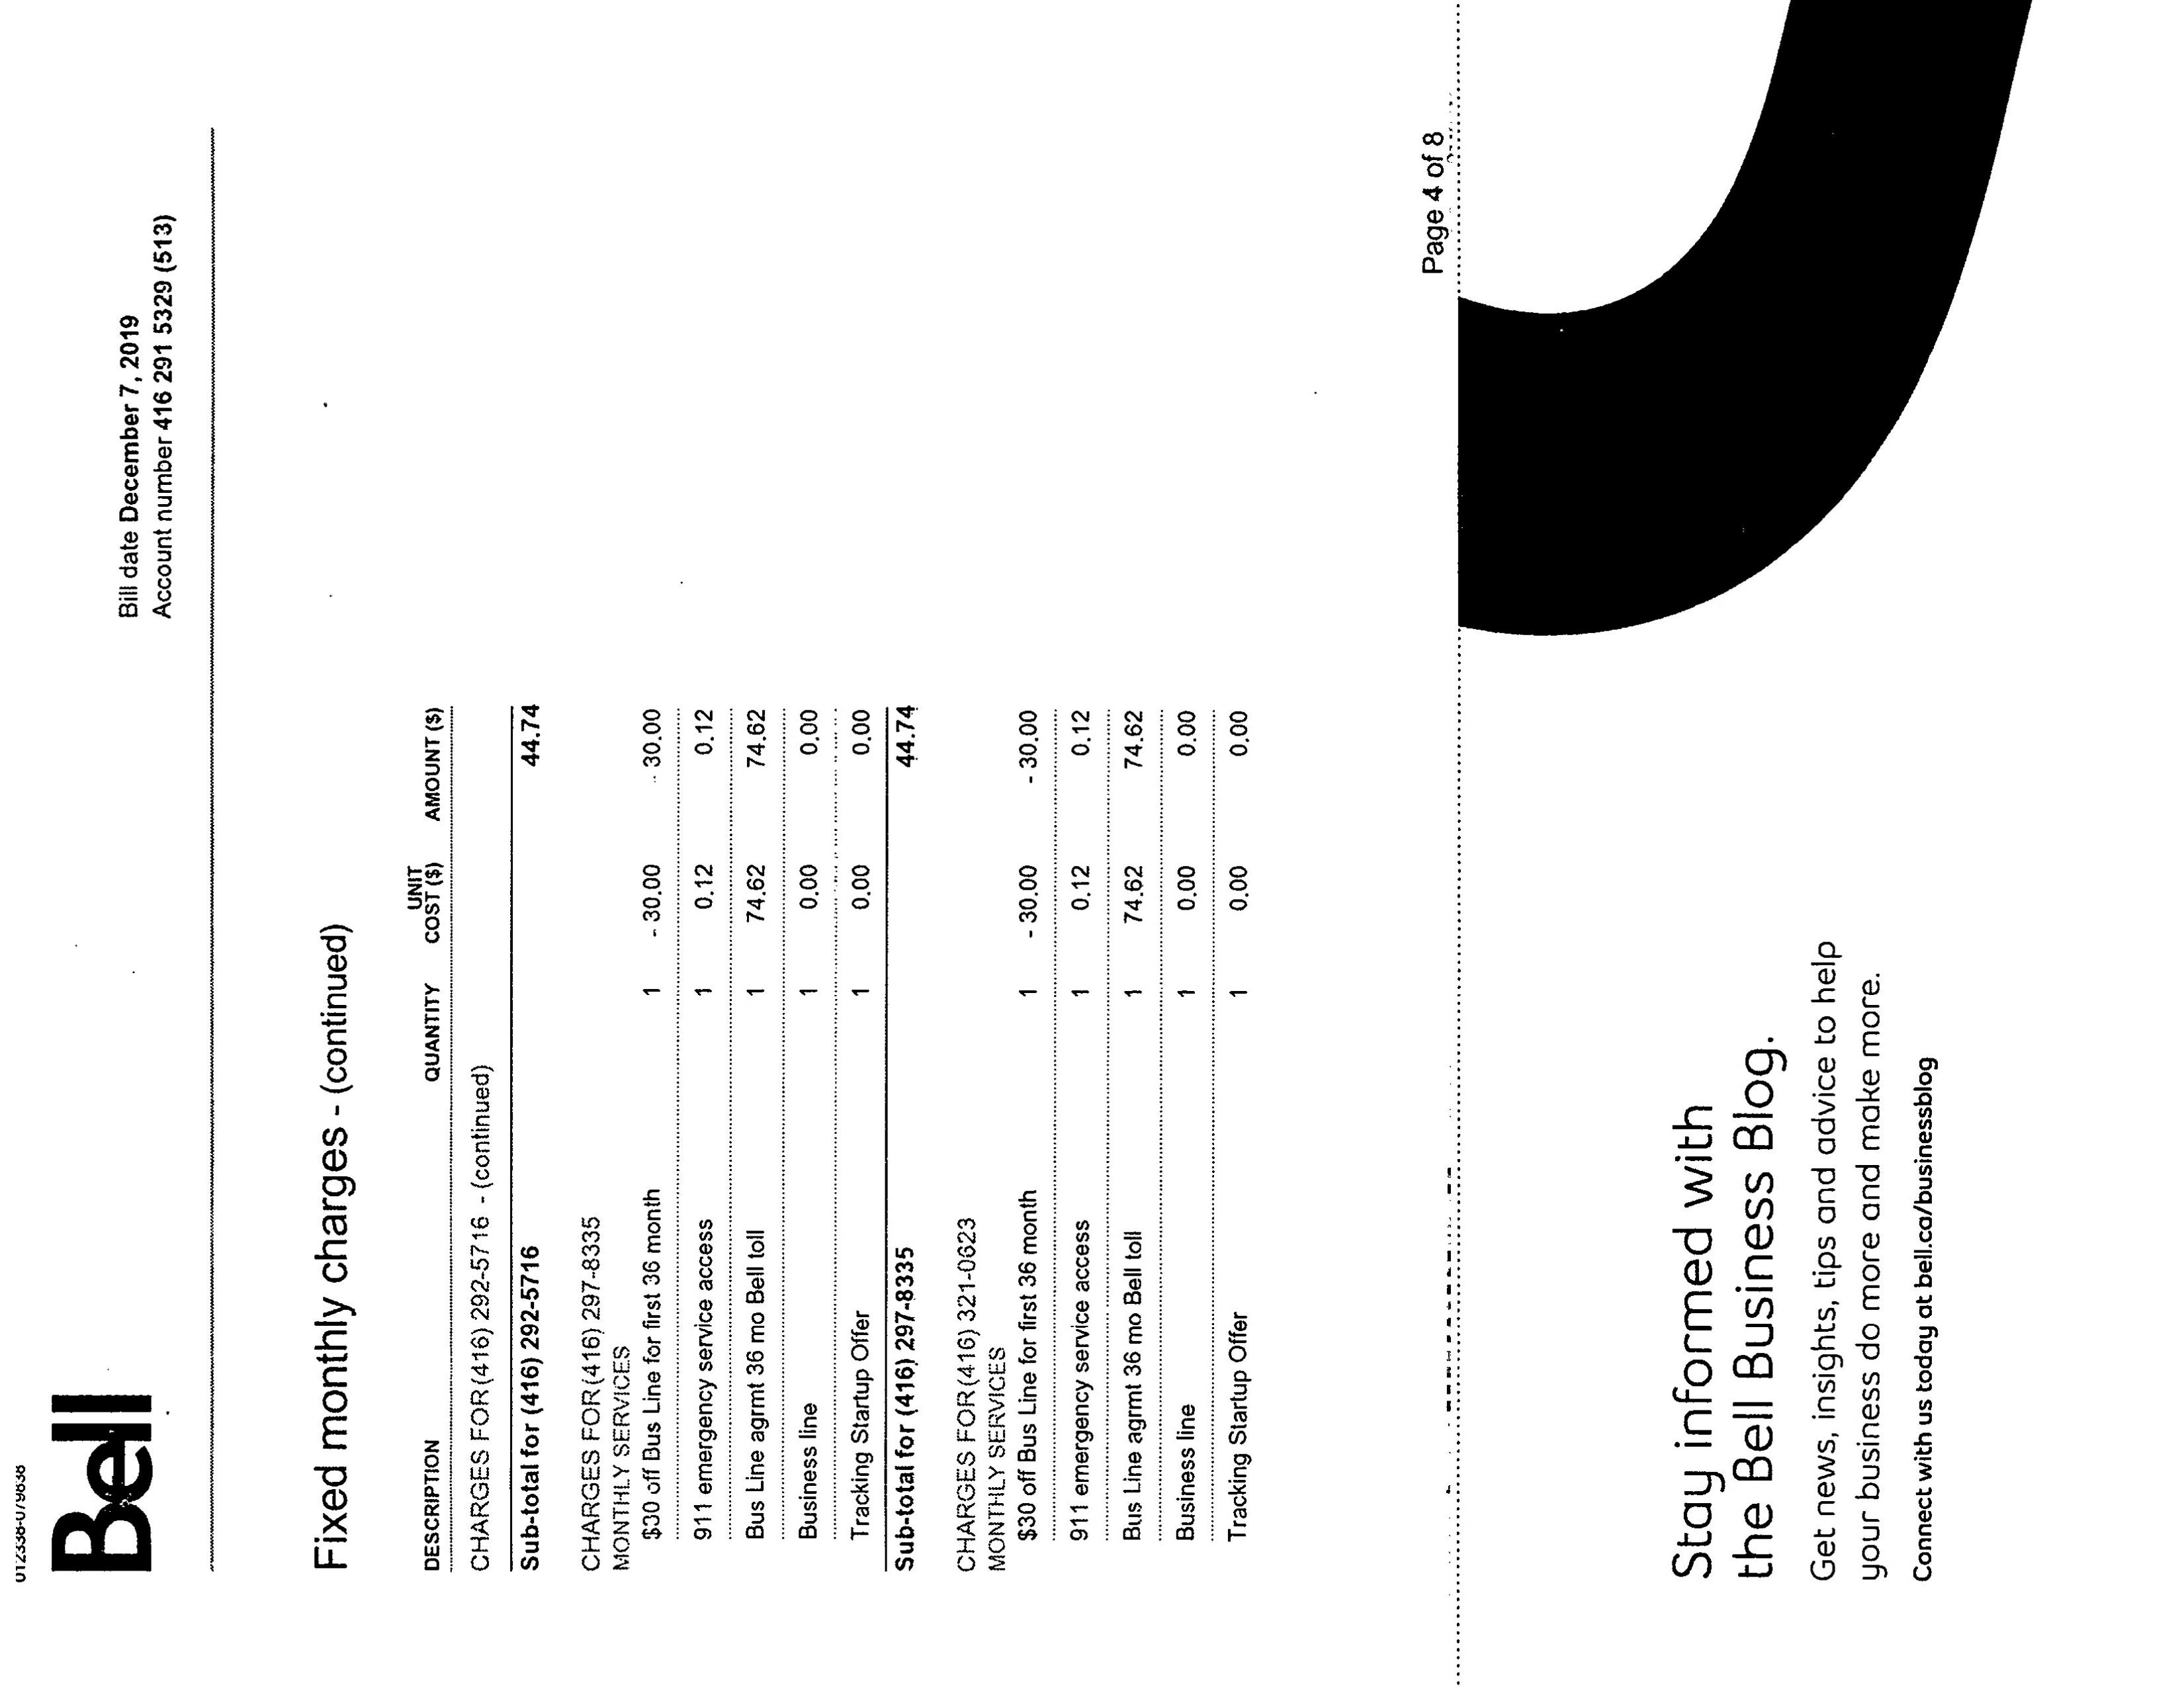 012338-079838
Bell
Bill date December 7, 2019
Account number 416 291 5329 (513)
Fixed monthly charges - (continued)
DESCRIPTION QUANTITY UNIT COST ($) AMOUNT ($)
CHARGES FOR (416) 292-5716 - (continued)
Sub-total for (416) 292-5716 44.74
CHARGES FOR (416) 297-8335
MONTHLY SERVICES
$30 off Bus Line for first 36 month 1 - 30.00 - 30.00
911 emergency service access 1 0.12 0.12
Bus Line agrmt 36 mo Bell toll 1 74.62 74.62
Business line 1 0.00 0.00
Tracking Startup Offer 1 0.00 0.00
Sub-total for (416) 297-8335 44.74
CHARGES FOR (416) 321-0623
MONTHLY SERVICES
$30 off Bus Line for first 36 month 1 - 30.00 - 30.00
911 emergency service access 1 0.12 0.12
Bus Line agrmt 36 mo Bell toll 1 74.62 74.62
Business line 1 0.00 0.00
Tracking Startup Offer 1 0.00 0.00
Page 4 of 8
Stay informed with
the Bell Business Blog.
Get news, insights, tips and advice to help
your business do more and make more.
Connect with us today at bell.ca/businessblog